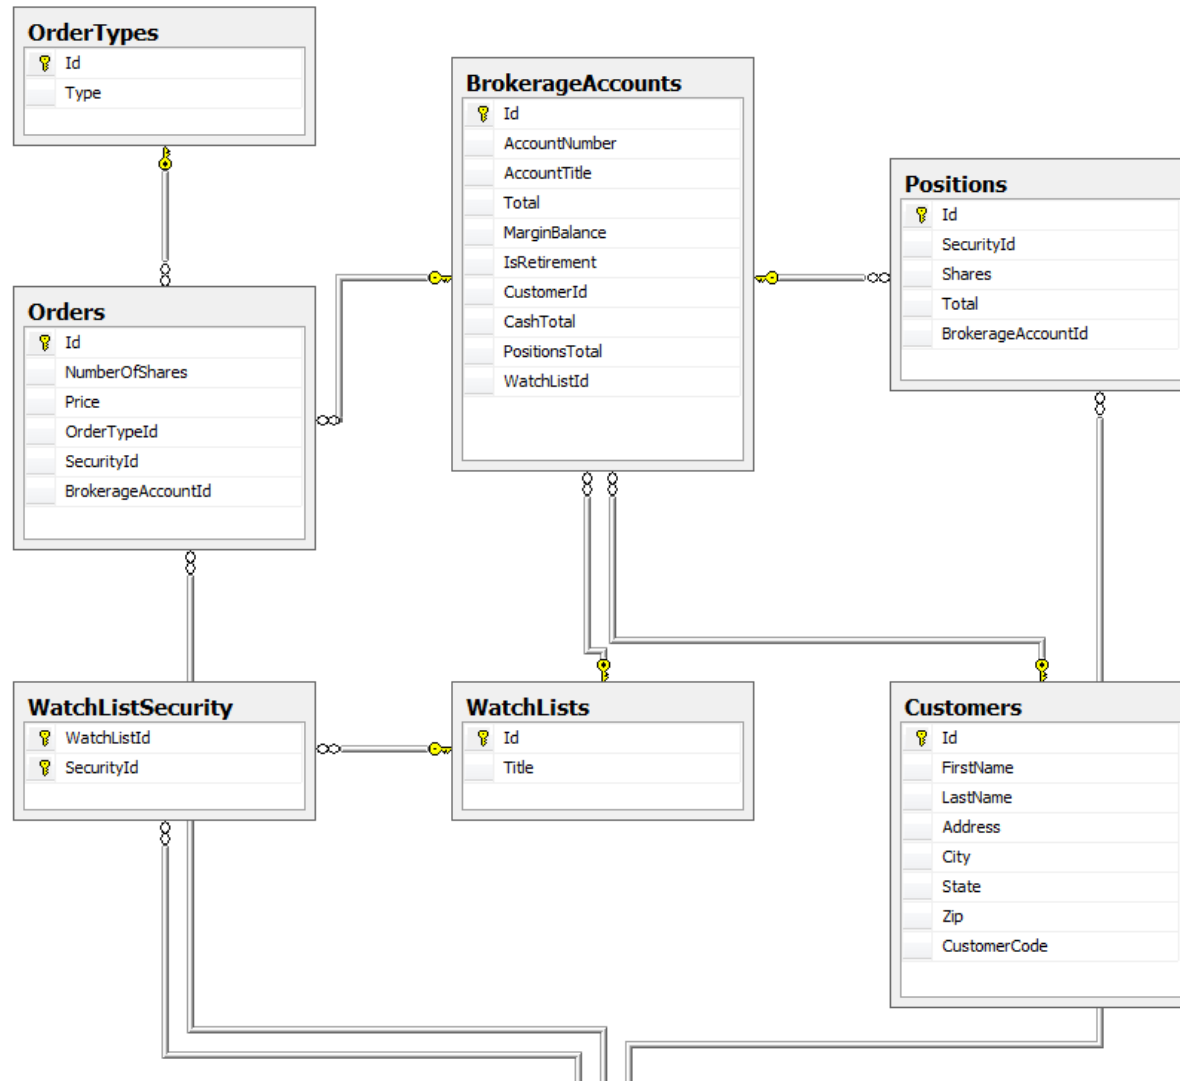 OrderTypes
Id
Type
BrokerageAccounts
Id
AccountNumber
AccountTitle
Total
MarginBalance
IsRetirement
CustomerId
CashTotal
PositionsTotal
WatchListId
Positions
Id
SecurityId
Shares
Total
BrokerageAccountId
Orders
Id
NumberOfShares
Price
OrderTypeId
SecurityId
BrokerageAccountId
WatchListSecurity
WatchListId
SecurityId
WatchLists
Id
Title
Customers
Id
FirstName
LastName
Address
City
State
Zip
CustomerCode